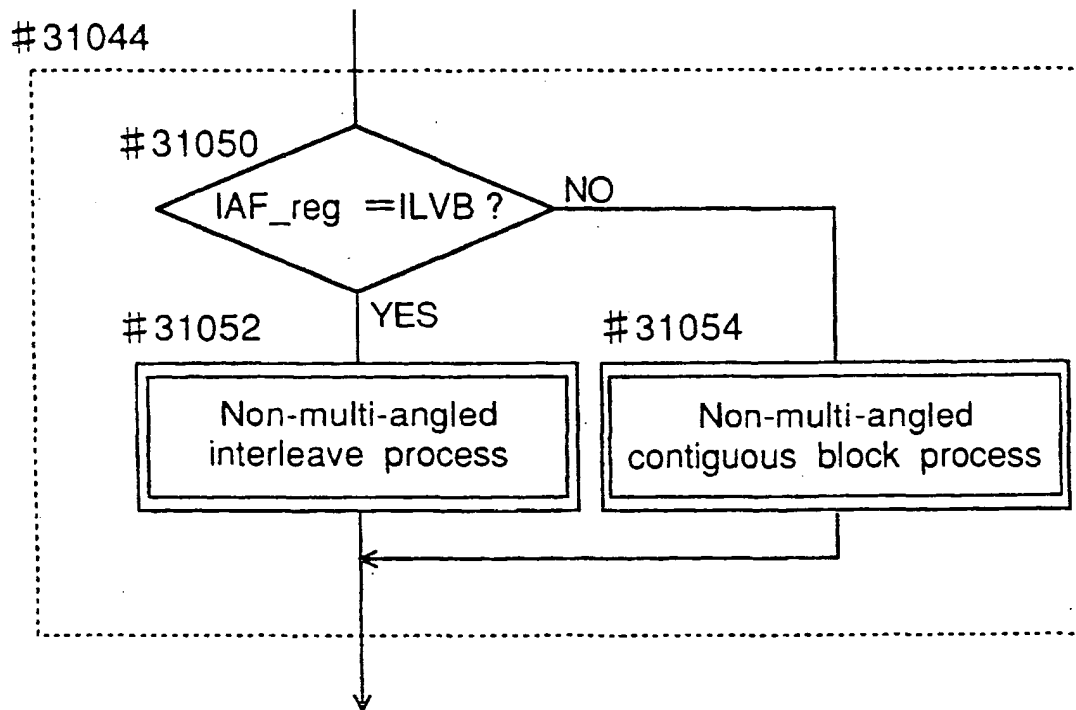 #31044
#31050
IAF_reg =ILVB ?
NO
YES
#31052
#31054
Non-multi-angled
interleave process
Non-multi-angled
contiguous block process